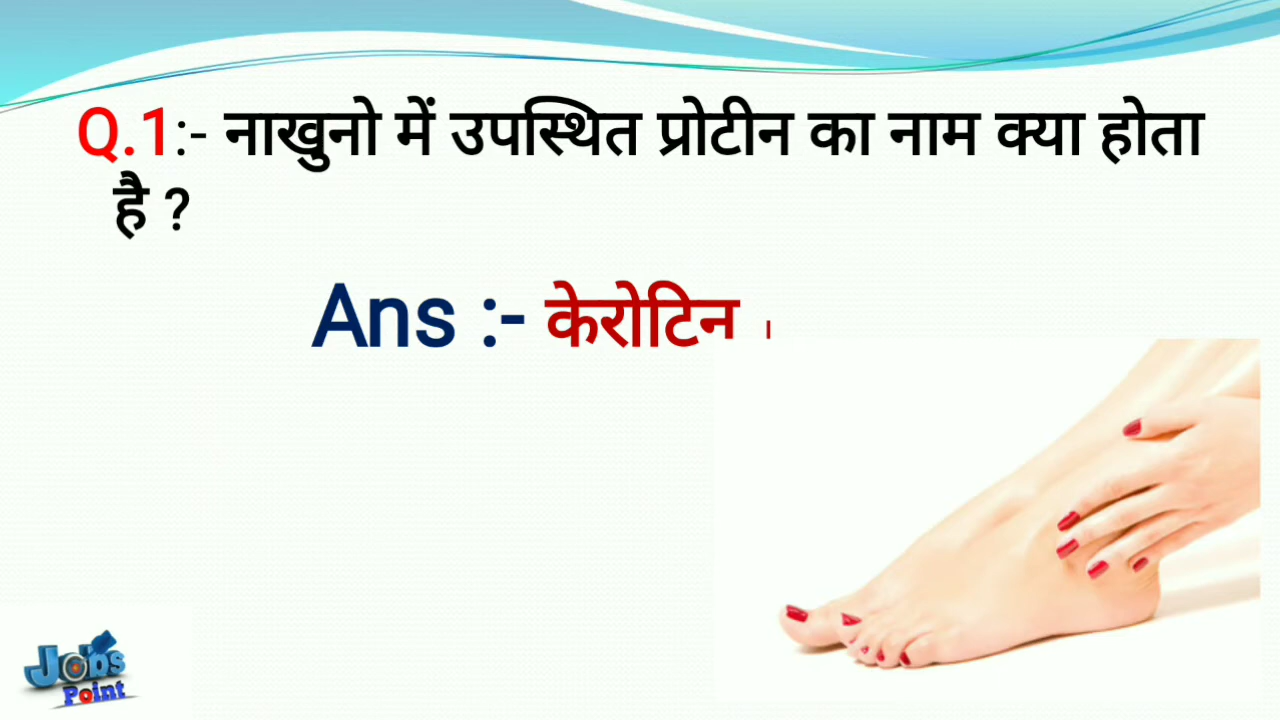 Q.1:- नाखुनो में उपस्थित प्रोटीन का नाम क्या होता
है ?
Ans :- केरोटिन ।
Jobs
Point